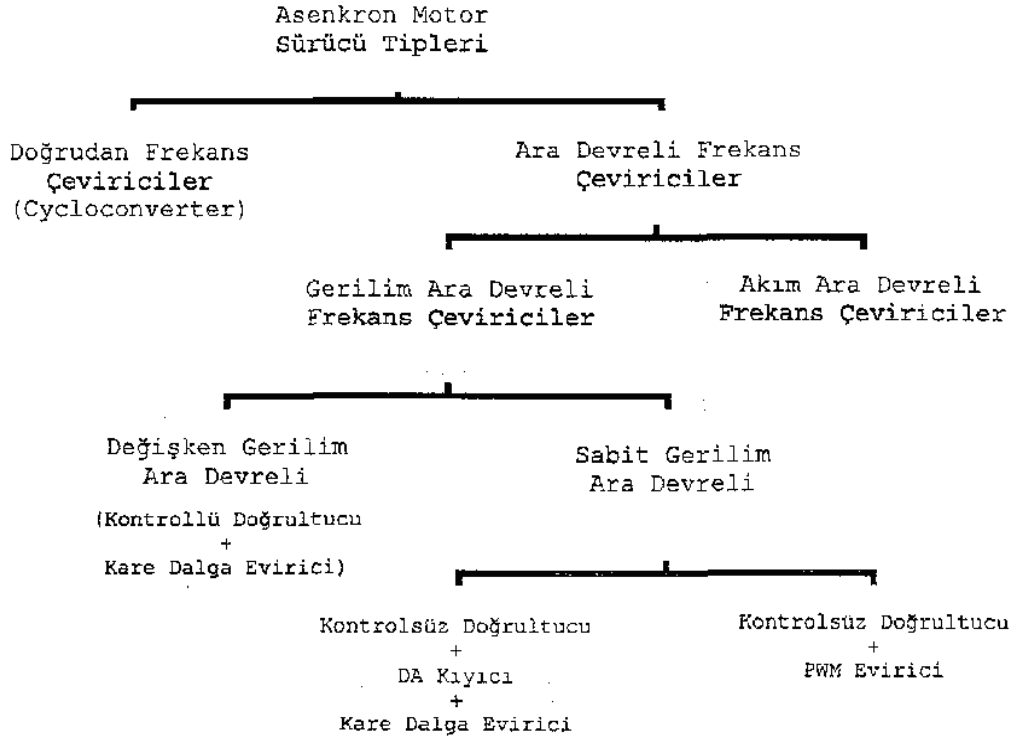 Asenkron Motor
Sürücü Tipleri
Doğrudan Frekans
Çeviriciler
(Cycloconverter)
Ara Devreli Frekans
Çeviriciler
Gerilim Ara Devreli
Frekans Çeviriciler
Akım Ara Devreli
Frekans Çeviriciler
Değişken Gerilim
Ara Devreli
(Kontrollü Doğrultucu
+
Kare Dalga Evirici)
Sabit Gerilim
Ara Devreli
Kontrolsüz Doğrultucu
+
DA Kıyıcı
+
Kare Dalga Evirici
Kontrolsüz Doğrultucu
+
PWM Evirici